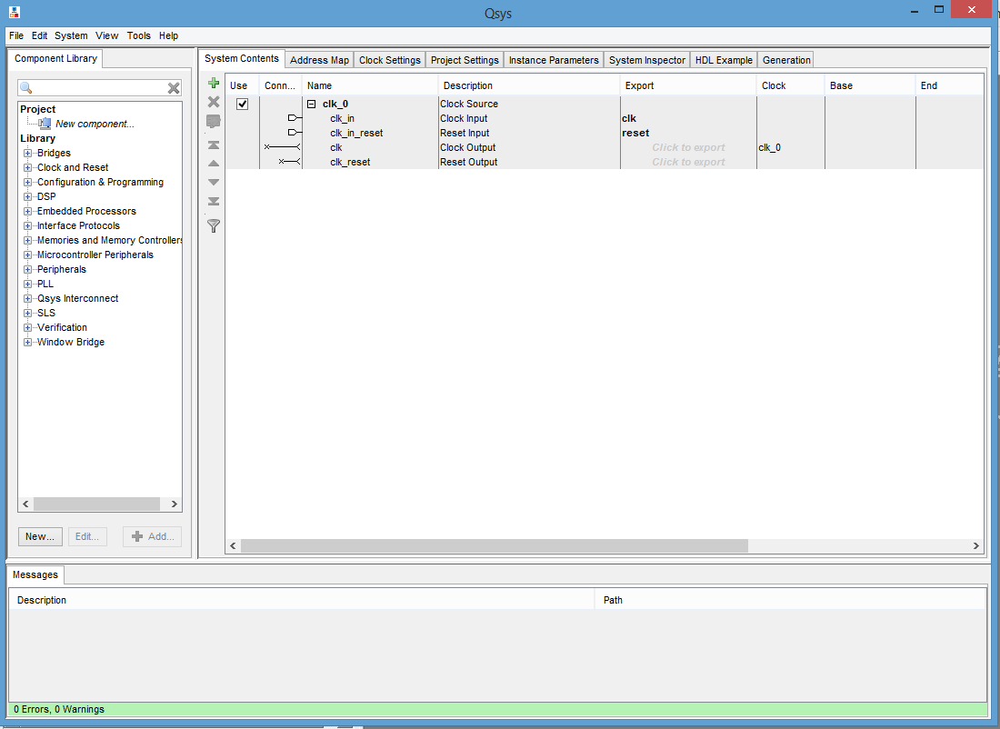 Qsys
File Edit System View Tools Help
Component Library
Project
New component...
Library
Bridges
Clock and Reset
Configuration & Programming
DSP
Embedded Processors
Interface Protocols
Memories and Memory Controllers
Microcontroller Peripherals
Peripherals
PLL
Qsys Interconnect
SLS
Verification
Window Bridge
New... Edit... Add...
System Contents Address Map Clock Settings Project Settings Instance Parameters System Inspector HDL Example Generation
Use Conn... Name Description Export Clock Base End
clk_0 Clock Source
clk_in Clock Input clk
clk_in_reset Reset Input reset
clk Clock Output Click to export clk_0
clk_reset Reset Output Click to export
Messages
Description Path
0 Errors, 0 Warnings